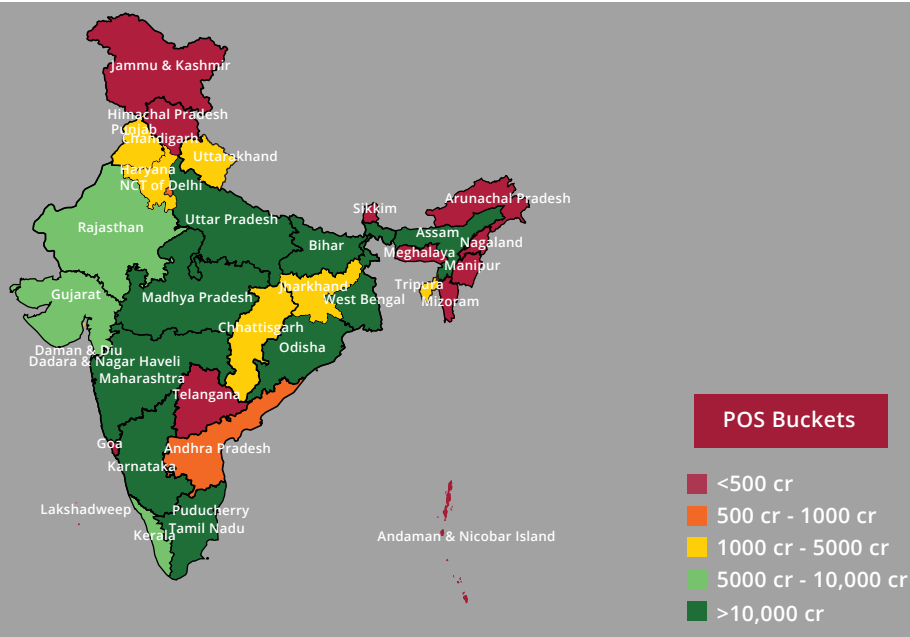 Jammu & Kashmir
Himachal Pradesh
Punjab
Chandigarh
Uttarakhand
Haryana
NCT of Delhi
Arunachal Pradesh
Sikkim
Uttar Pradesh
Rajasthan
Assam
Nagaland
Bihar
Meghalaya
Manipur
Tripura
Jharkhand
Gujarat
Madhya Pradesh
West Bengal
Mizoram
Chhattisgarh
Odisha
Daman & Diu
Dadara & Nagar Haveli
Maharashtra
Telangana
Goa
Andhra Pradesh
Karnataka
Lakshadweep
Puducherry
Tamil Nadu
Kerala
Andaman & Nicobar Island
POS Buckets
<500 cr
500 cr - 1000 cr
1000 cr - 5000 cr
5000 cr - 10,000 cr
>10,000 cr